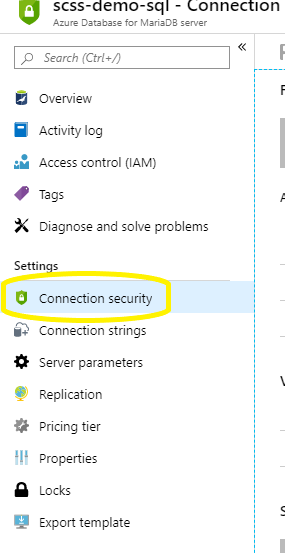 scss-demo-sql - Connection
Azure Database for MariaDB server
Search (Ctrl+/)
Overview
Activity log
Access control (IAM)
Tags
Diagnose and solve problems
Settings
Connection security
Connection strings
Server parameters
Replication
Pricing tier
Properties
Locks
Export template